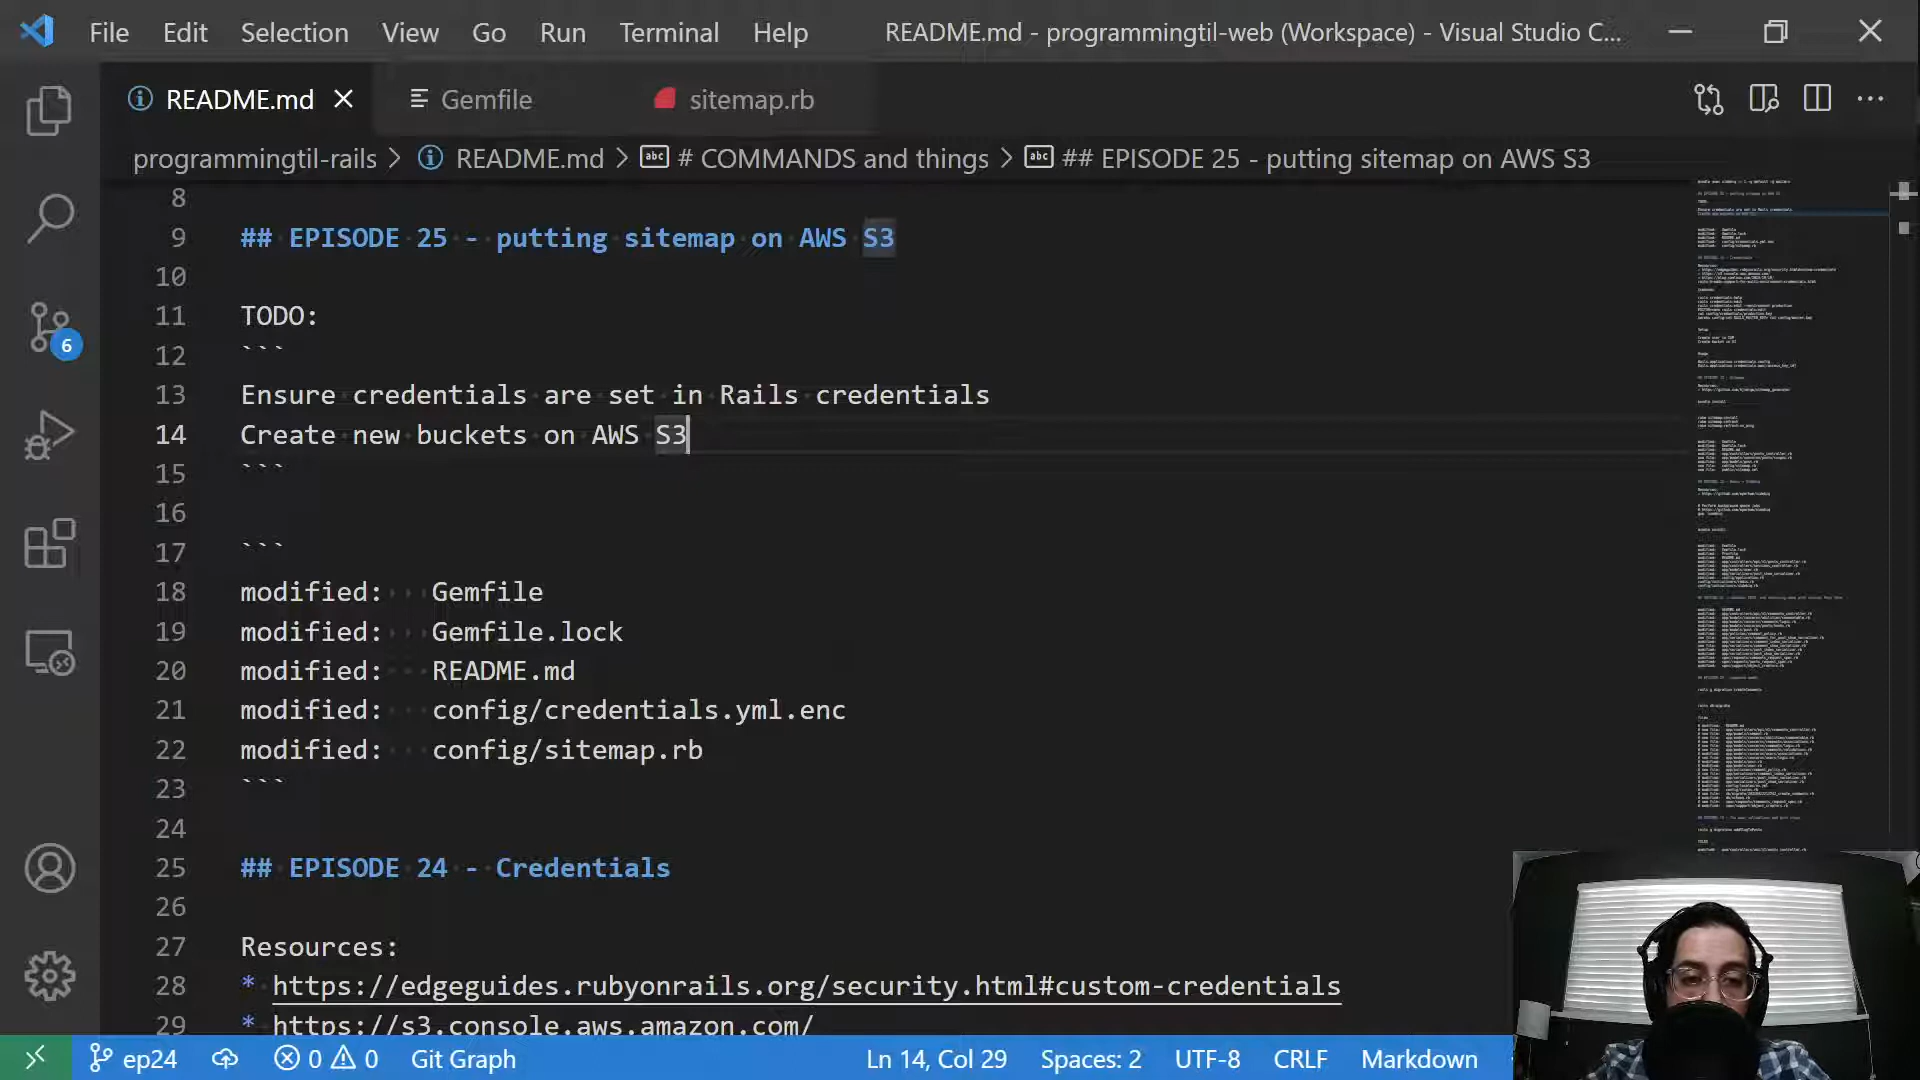 File Edit Selection View Go Run Terminal Help README.md - programmingtil-web (Workspace) - Visual Studio C...
README.md Gemfile sitemap.rb
programmingtil-rails > README.md > # COMMANDS and things > ## EPISODE 25 - putting sitemap on AWS S3
8
9 ## EPISODE 25 - putting sitemap on AWS S3
10
11 TODO:
12 ```
13 Ensure credentials are set in Rails credentials
14 Create new buckets on AWS S3
15 ```
16
17 ```
18 modified: Gemfile
19 modified: Gemfile.lock
20 modified: README.md
21 modified: config/credentials.yml.enc
22 modified: config/sitemap.rb
23 ```
24
25 ## EPISODE 24 - Credentials
26
27 Resources:
28 * https://edgeguides.rubyonrails.org/security.html#custom-credentials
29 * https://s3.console.aws.amazon.com/
6
ep24 0 0 Git Graph Ln 14, Col 29 Spaces: 2 UTF-8 CRLF Markdown